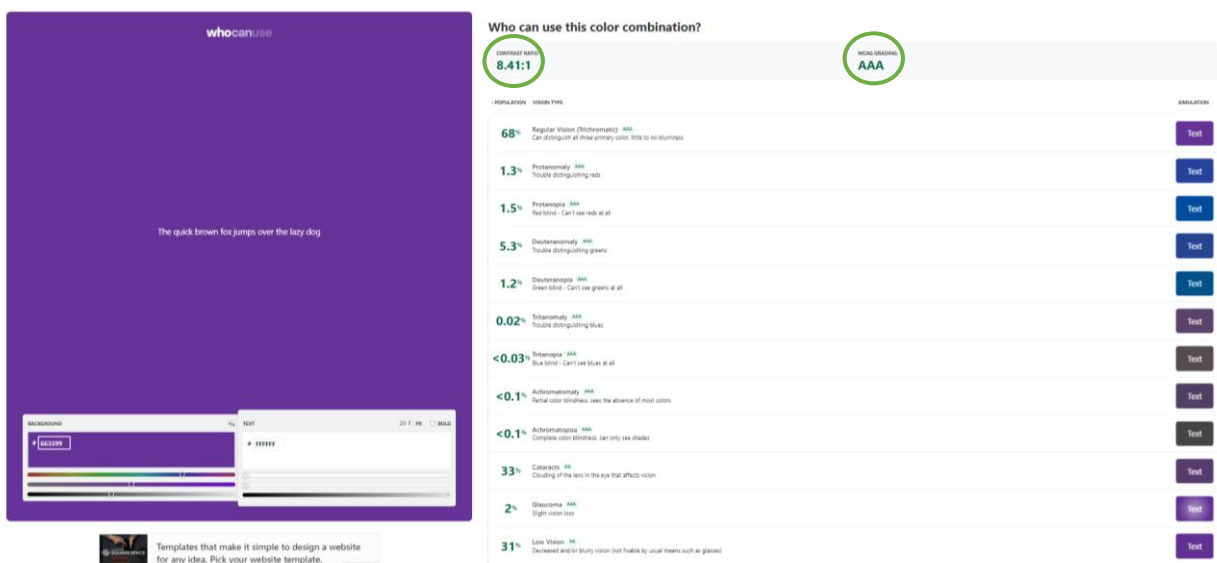 whocanuse
The quick brown fox jumps over the lazy dog
BACKGROUND
# 663399
TEXT
20 PX BOLD
# FFFFFF
SQUARESPACE
Templates that make it simple to design a website
for any idea. Pick your website template.
Who can use this color combination?
CONTRAST RATIO
8.41:1
WCAG GRADING
AAA
POPULATION VISION TYPE SIMULATION
68% Regular Vision (Trichromatic) AAA Text
Can distinguish all three primary color, little to no blurriness
1.3% Protanomaly AAA Text
Trouble distinguishing reds
1.5% Protanopia AAA Text
Red blind - Can't see reds at all
5.3% Deuteranomaly AAA Text
Trouble distinguishing greens
1.2% Deuteranopia AAA Text
Green blind - Can't see greens at all
0.02% Tritanomaly AAA Text
Trouble distinguishing blues
<0.03% Tritanopia AAA Text
Blue blind - Can't see blues at all
<0.1% Achromatomaly AAA Text
Partial color blindness, sees the absence of most colors
<0.1% Achromatopsia AAA Text
Complete color blindness, can only see shades
33% Cataracts AA Text
Clouding of the lens in the eye that affects vision
2% Glaucoma AAA Text
Slight vision loss
31% Low Vision AA Text
Decreased and/or blurry vision (not fixable by usual means such as glasses)